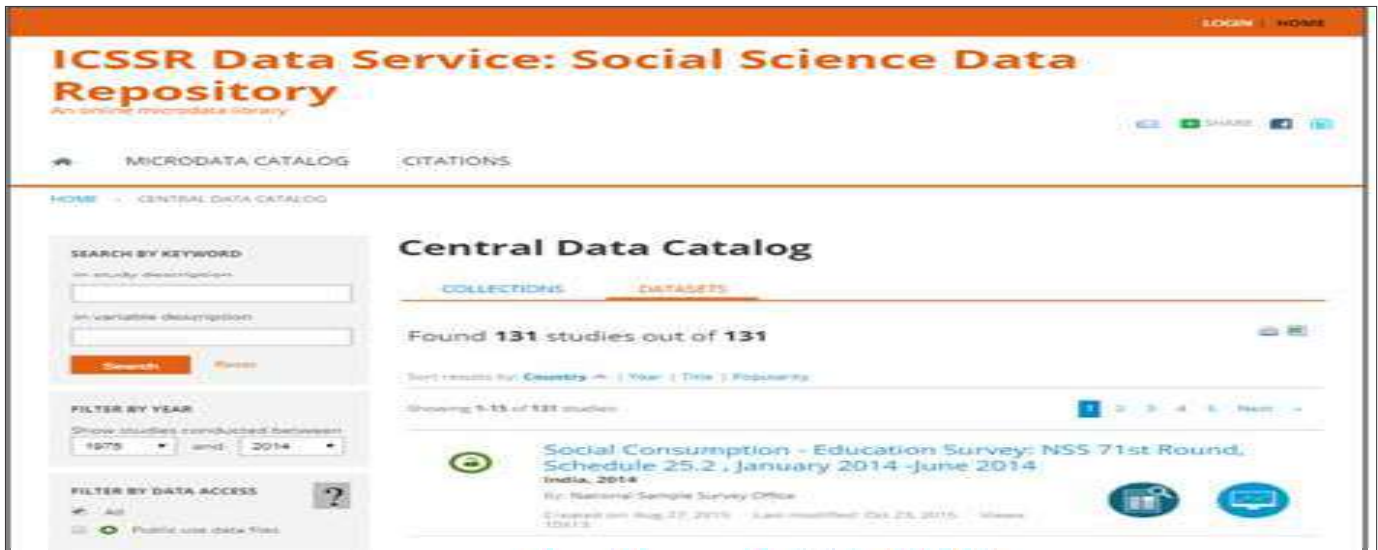 LOGIN | HOME
ICSSR Data Service: Social Science Data
Repository
An online microdata library
SHARE
MICRODATA CATALOG CITATIONS
HOME CENTRAL DATA CATALOG
SEARCH BY KEYWORD
in study description
in variable description
Search Reset
FILTER BY YEAR
Show studies conducted between
1975 and 2014
FILTER BY DATA ACCESS ?
All
Public use data files
Central Data Catalog
COLLECTIONS DATASETS
Found 131 studies out of 131
Sort results by: Country | Year | Title | Popularity
Showing 1-15 of 131 studies
1 2 3 4 5 Next
Social Consumption - Education Survey: NSS 71st Round,
Schedule 25.2 , January 2014 -June 2014
India, 2014
By: National Sample Survey Office
Created on: Aug 27, 2015 Last modified: Oct 23, 2015 Views: